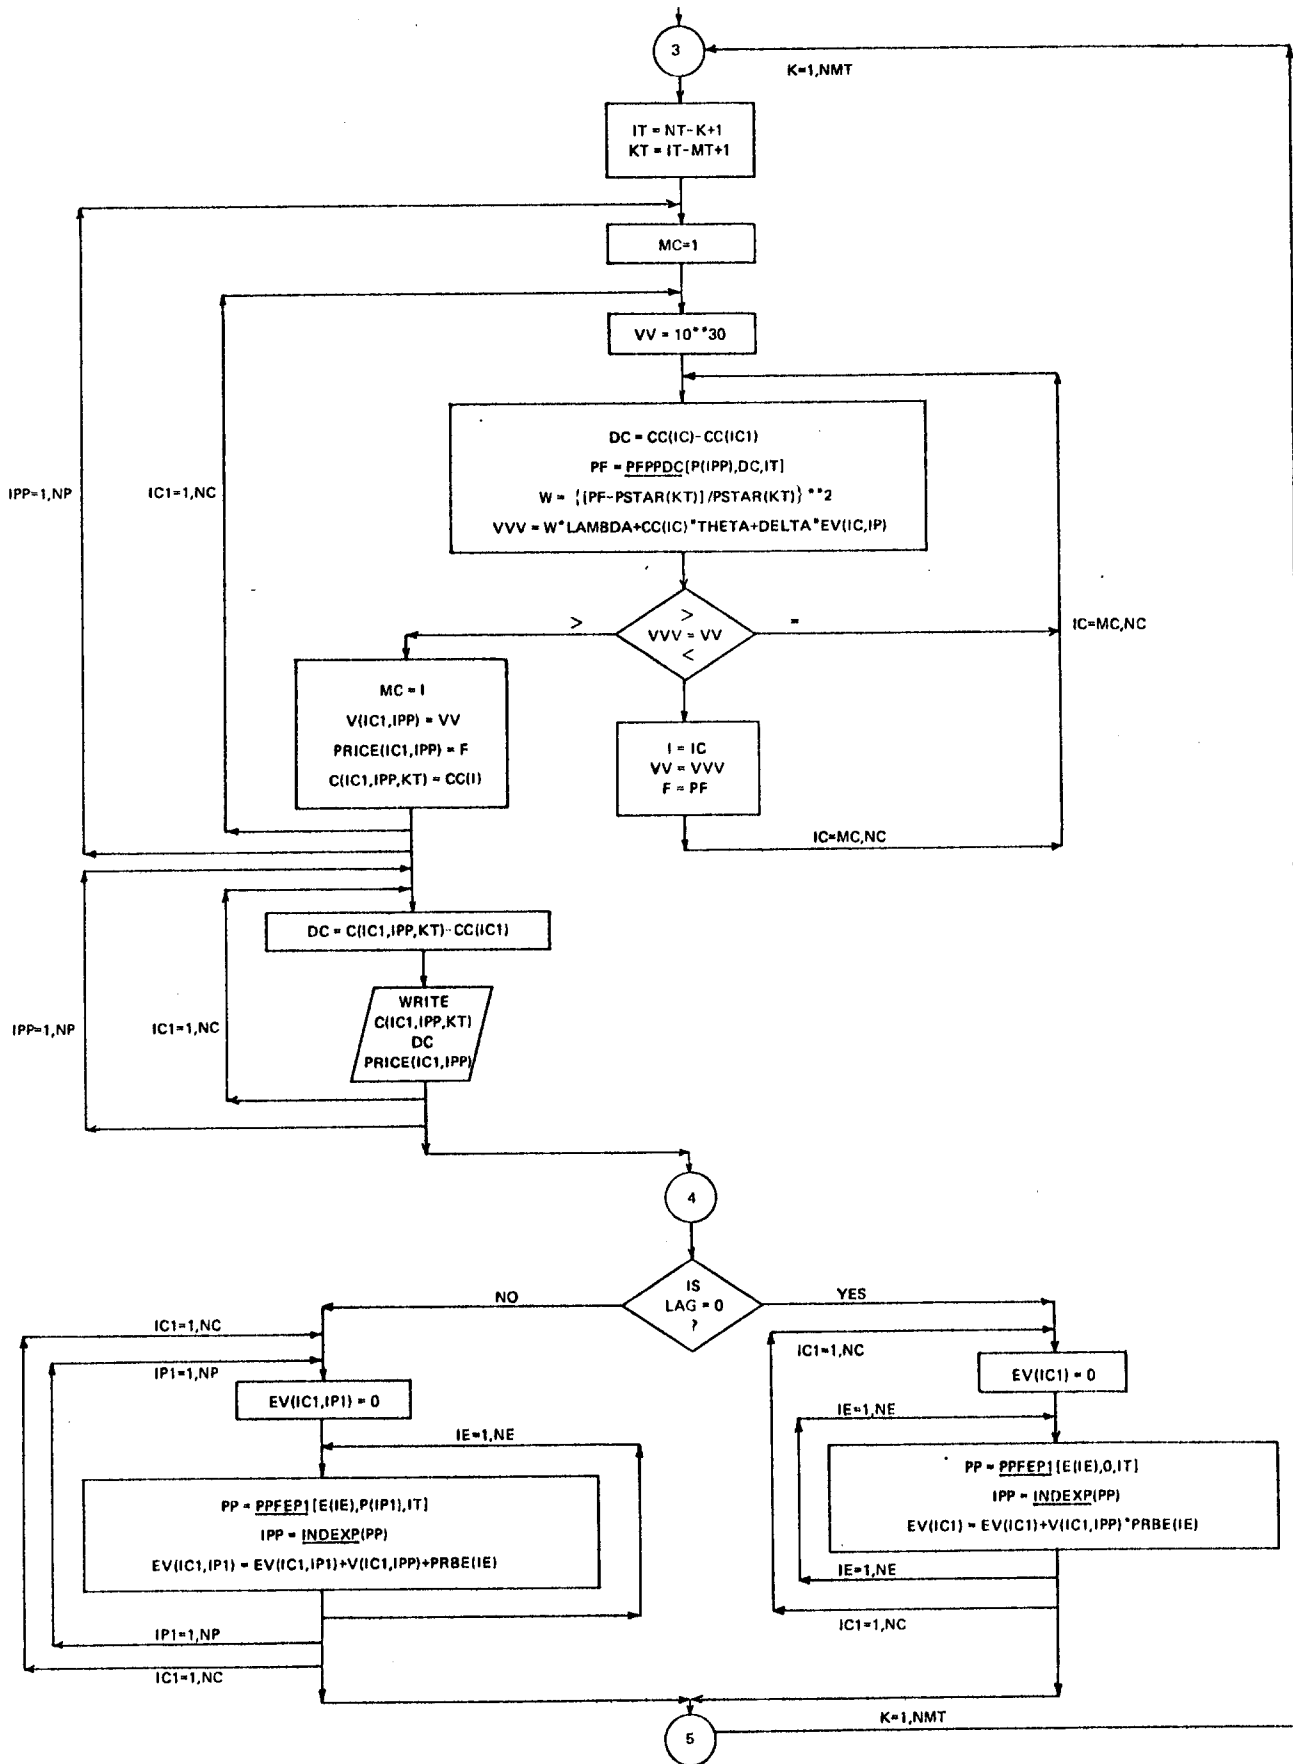 3
K=1,NMT
IT = NT-K+1
KT = IT-MT+1
MC=1
VV = 10**30
DC = CC(IC)-CC(IC1)
PF = PFPPDC[P(IPP),DC,IT]
W = {[PF-PSTAR(KT)]/PSTAR(KT)}**2
VVV = W*LAMBDA+CC(IC)*THETA+DELTA*EV(IC,IP)
IPP=1,NP
IC1=1,NC
>
VVV = VV
<
>
=
IC=MC,NC
MC = I
V(IC1,IPP) = VV
PRICE(IC1,IPP) = F
C(IC1,IPP,KT) = CC(I)
I = IC
VV = VVV
F = PF
IC=MC,NC
DC = C(IC1,IPP,KT)-CC(IC1)
WRITE
C(IC1,IPP,KT)
DC
PRICE(IC1,IPP)
IPP=1,NP
IC1=1,NC
4
IS
LAG = 0
?
NO
YES
IC1=1,NC
IP1=1,NP
EV(IC1,IP1) = 0
IE=1,NE
PP = PPFEP1[E(IE),P(IP1),IT]
IPP = INDEXP(PP)
EV(IC1,IP1) = EV(IC1,IP1)+V(IC1,IPP)+PRBE(IE)
IP1=1,NP
IC1=1,NC
IC1=1,NC
EV(IC1) = 0
IE=1,NE
PP = PPFEP1[E(IE),0,IT]
IPP = INDEXP(PP)
EV(IC1) = EV(IC1)+V(IC1,IPP)*PRBE(IE)
IE=1,NE
IC1=1,NC
5
K=1,NMT